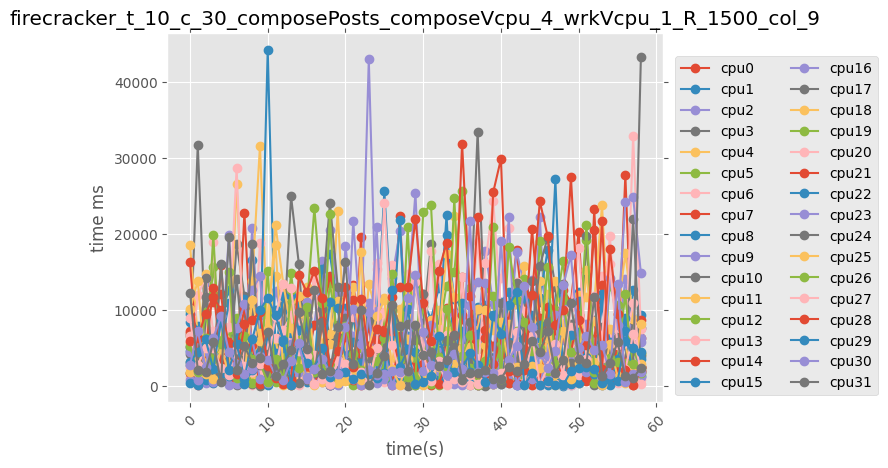 firecracker_t_10_c_30_composePosts_composeVcpu_4_wrkVcpu_1_R_1500_col_9
time ms
40000
30000
20000
10000
0
0
10
20
30
40
50
60
time(s)
cpu0
cpu1
cpu2
cpu3
cpu4
cpu5
cpu6
cpu7
cpu8
cpu9
cpu10
cpu11
cpu12
cpu13
cpu14
cpu15
cpu16
cpu17
cpu18
cpu19
cpu20
cpu21
cpu22
cpu23
cpu24
cpu25
cpu26
cpu27
cpu28
cpu29
cpu30
cpu31